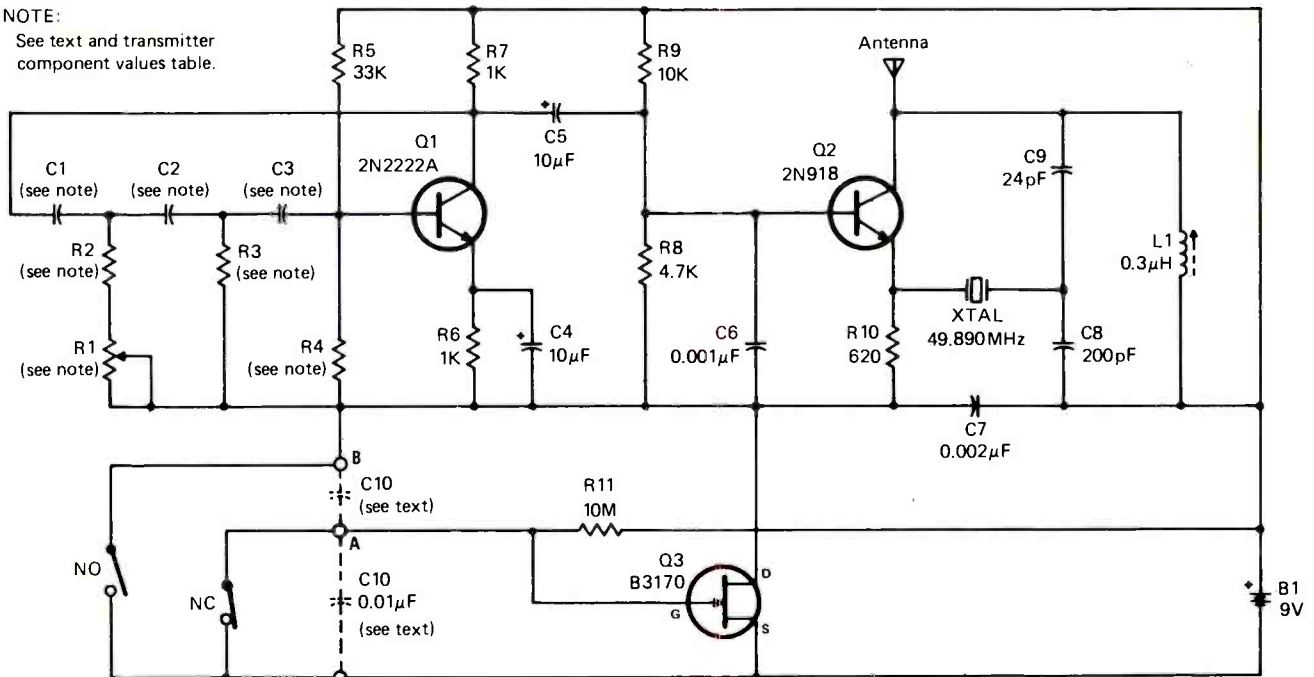 NOTE:
See text and transmitter
component values table.
R5
33K
R7
1K
R9
10K
Antenna
+
C5
10µF
Q1
2N2222A
Q2
2N918
C9
24pF
C1
(see note)
C2
(see note)
C3
(see note)
L1
0.3µH
R2
(see note)
R3
(see note)
R8
4.7K
XTAL
49.890MHz
R1
(see note)
R4
(see note)
R6
1K
+
C4
10µF
C6
0.001µF
R10
620
C8
200pF
C7
0.002µF
B
C10
(see text)
R11
10M
A
NO
NC
C10
0.01µF
(see text)
Q3
B3170
D
G
S
+
B1
9V